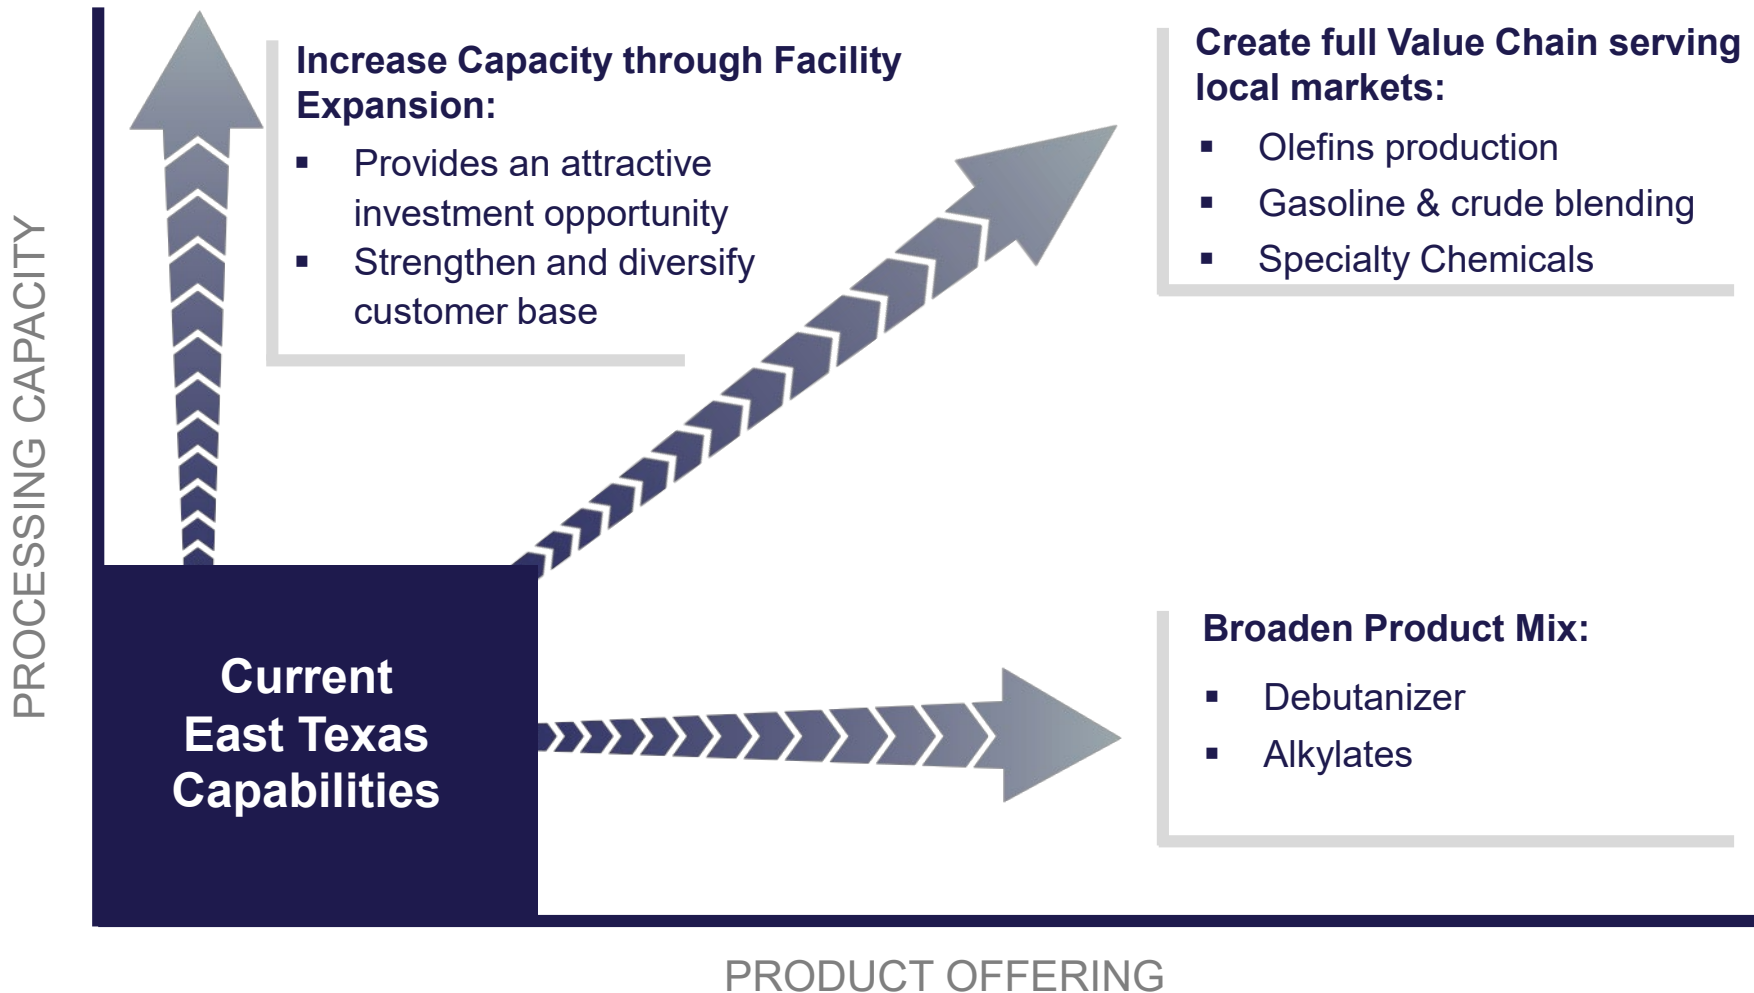 PROCESSING CAPACITY
Increase Capacity through Facility
Expansion:
▪ Provides an attractive
investment opportunity
▪ Strengthen and diversify
customer base
Create full Value Chain serving
local markets:
▪ Olefins production
▪ Gasoline & crude blending
▪ Specialty Chemicals
Current
East Texas
Capabilities
Broaden Product Mix:
▪ Debutanizer
▪ Alkylates
PRODUCT OFFERING